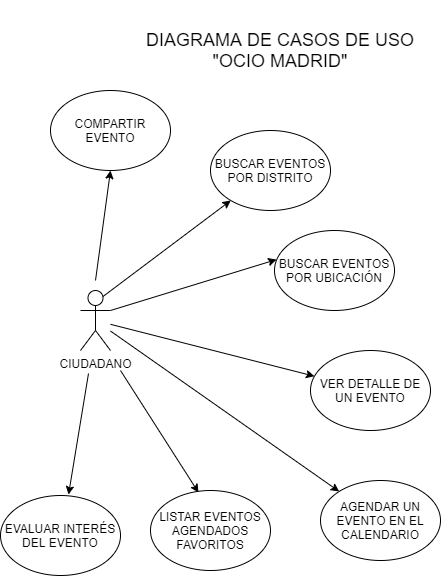 DIAGRAMA DE CASOS DE USO
"OCIO MADRID"
COMPARTIR
EVENTO
BUSCAR EVENTOS
POR DISTRITO
BUSCAR EVENTOS
POR UBICACIÓN
CIUDADANO
VER DETALLE DE
UN EVENTO
AGENDAR UN
EVENTO EN EL
CALENDARIO
LISTAR EVENTOS
AGENDADOS
FAVORITOS
EVALUAR INTERÉS
DEL EVENTO